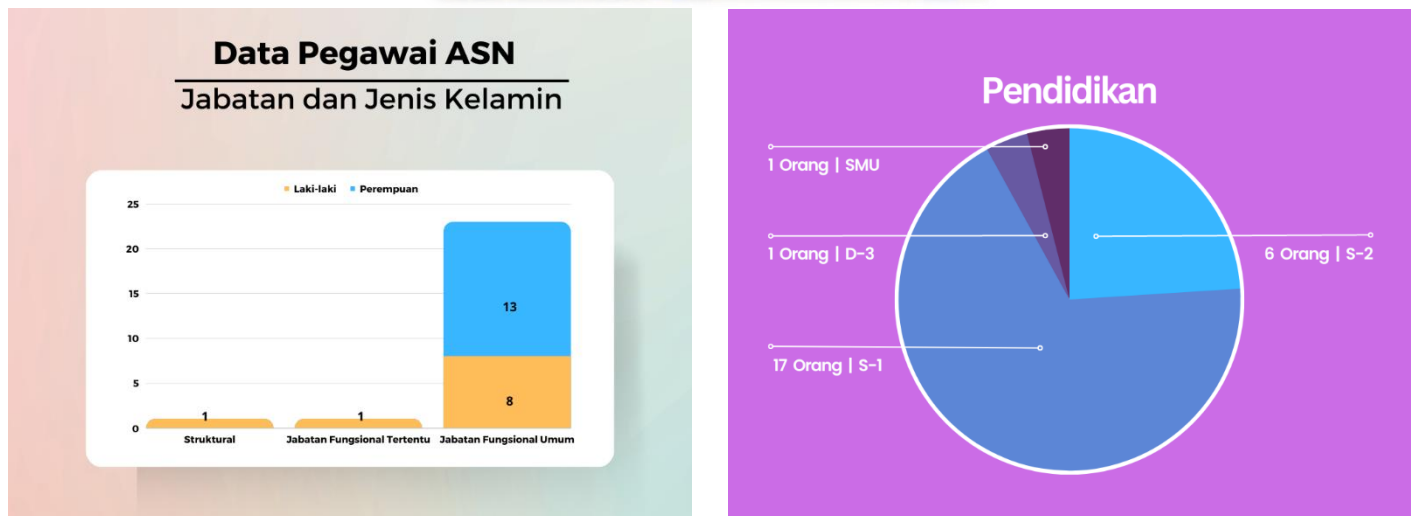 Data Pegawai ASN
Jabatan dan Jenis Kelamin
Laki-laki Perempuan
25
20
15
10
5
0
13
8
1
1
Struktural Jabatan Fungsional Tertentu Jabatan Fungsional Umum
Pendidikan
1 Orang | SMU
1 Orang | D-3
6 Orang | S-2
17 Orang | S-1